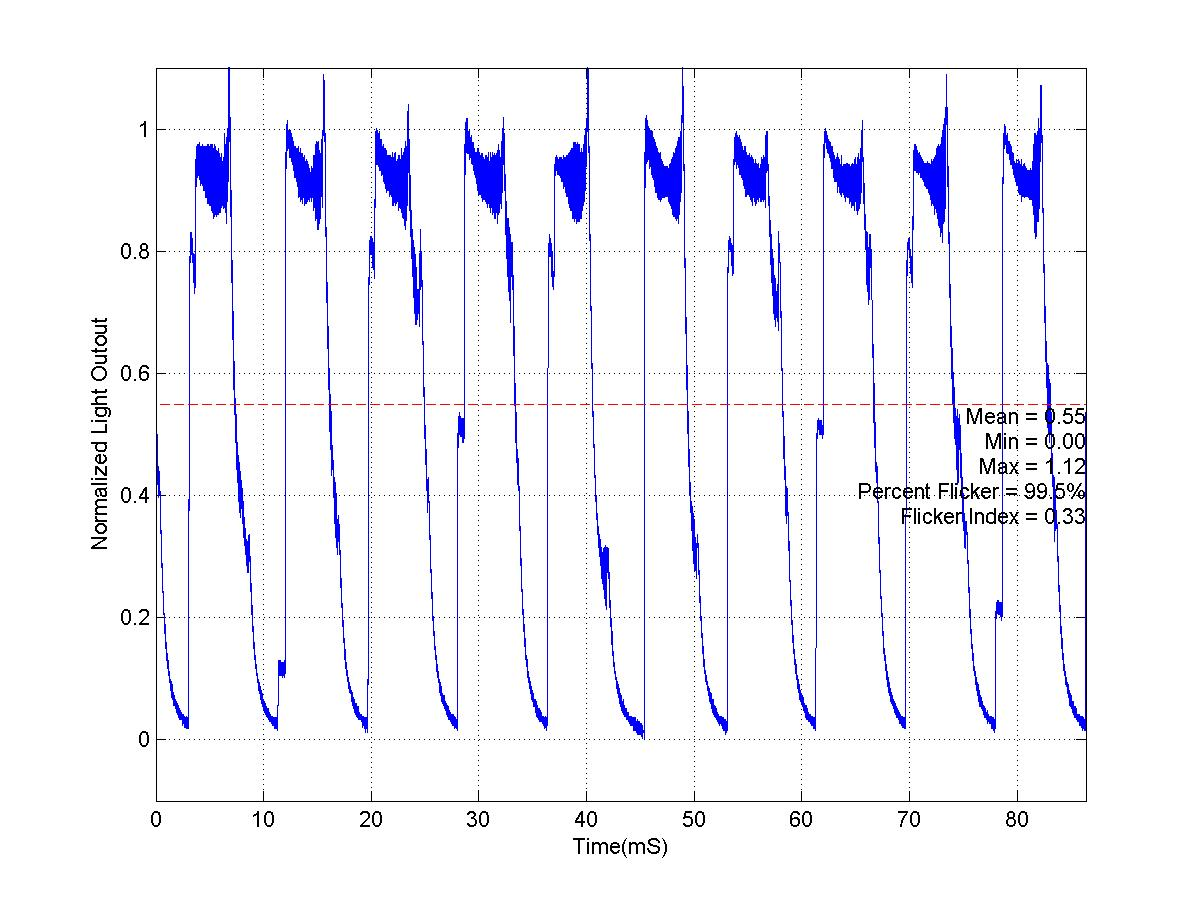 1
0.8
0.6
0.4
0.2
0
Normalized Light Outout
Mean = 0.55
Min = 0.00
Max = 1.12
Percent Flicker = 99.5%
Flicker Index = 0.33
0 10 20 30 40 50 60 70 80
Time(mS)